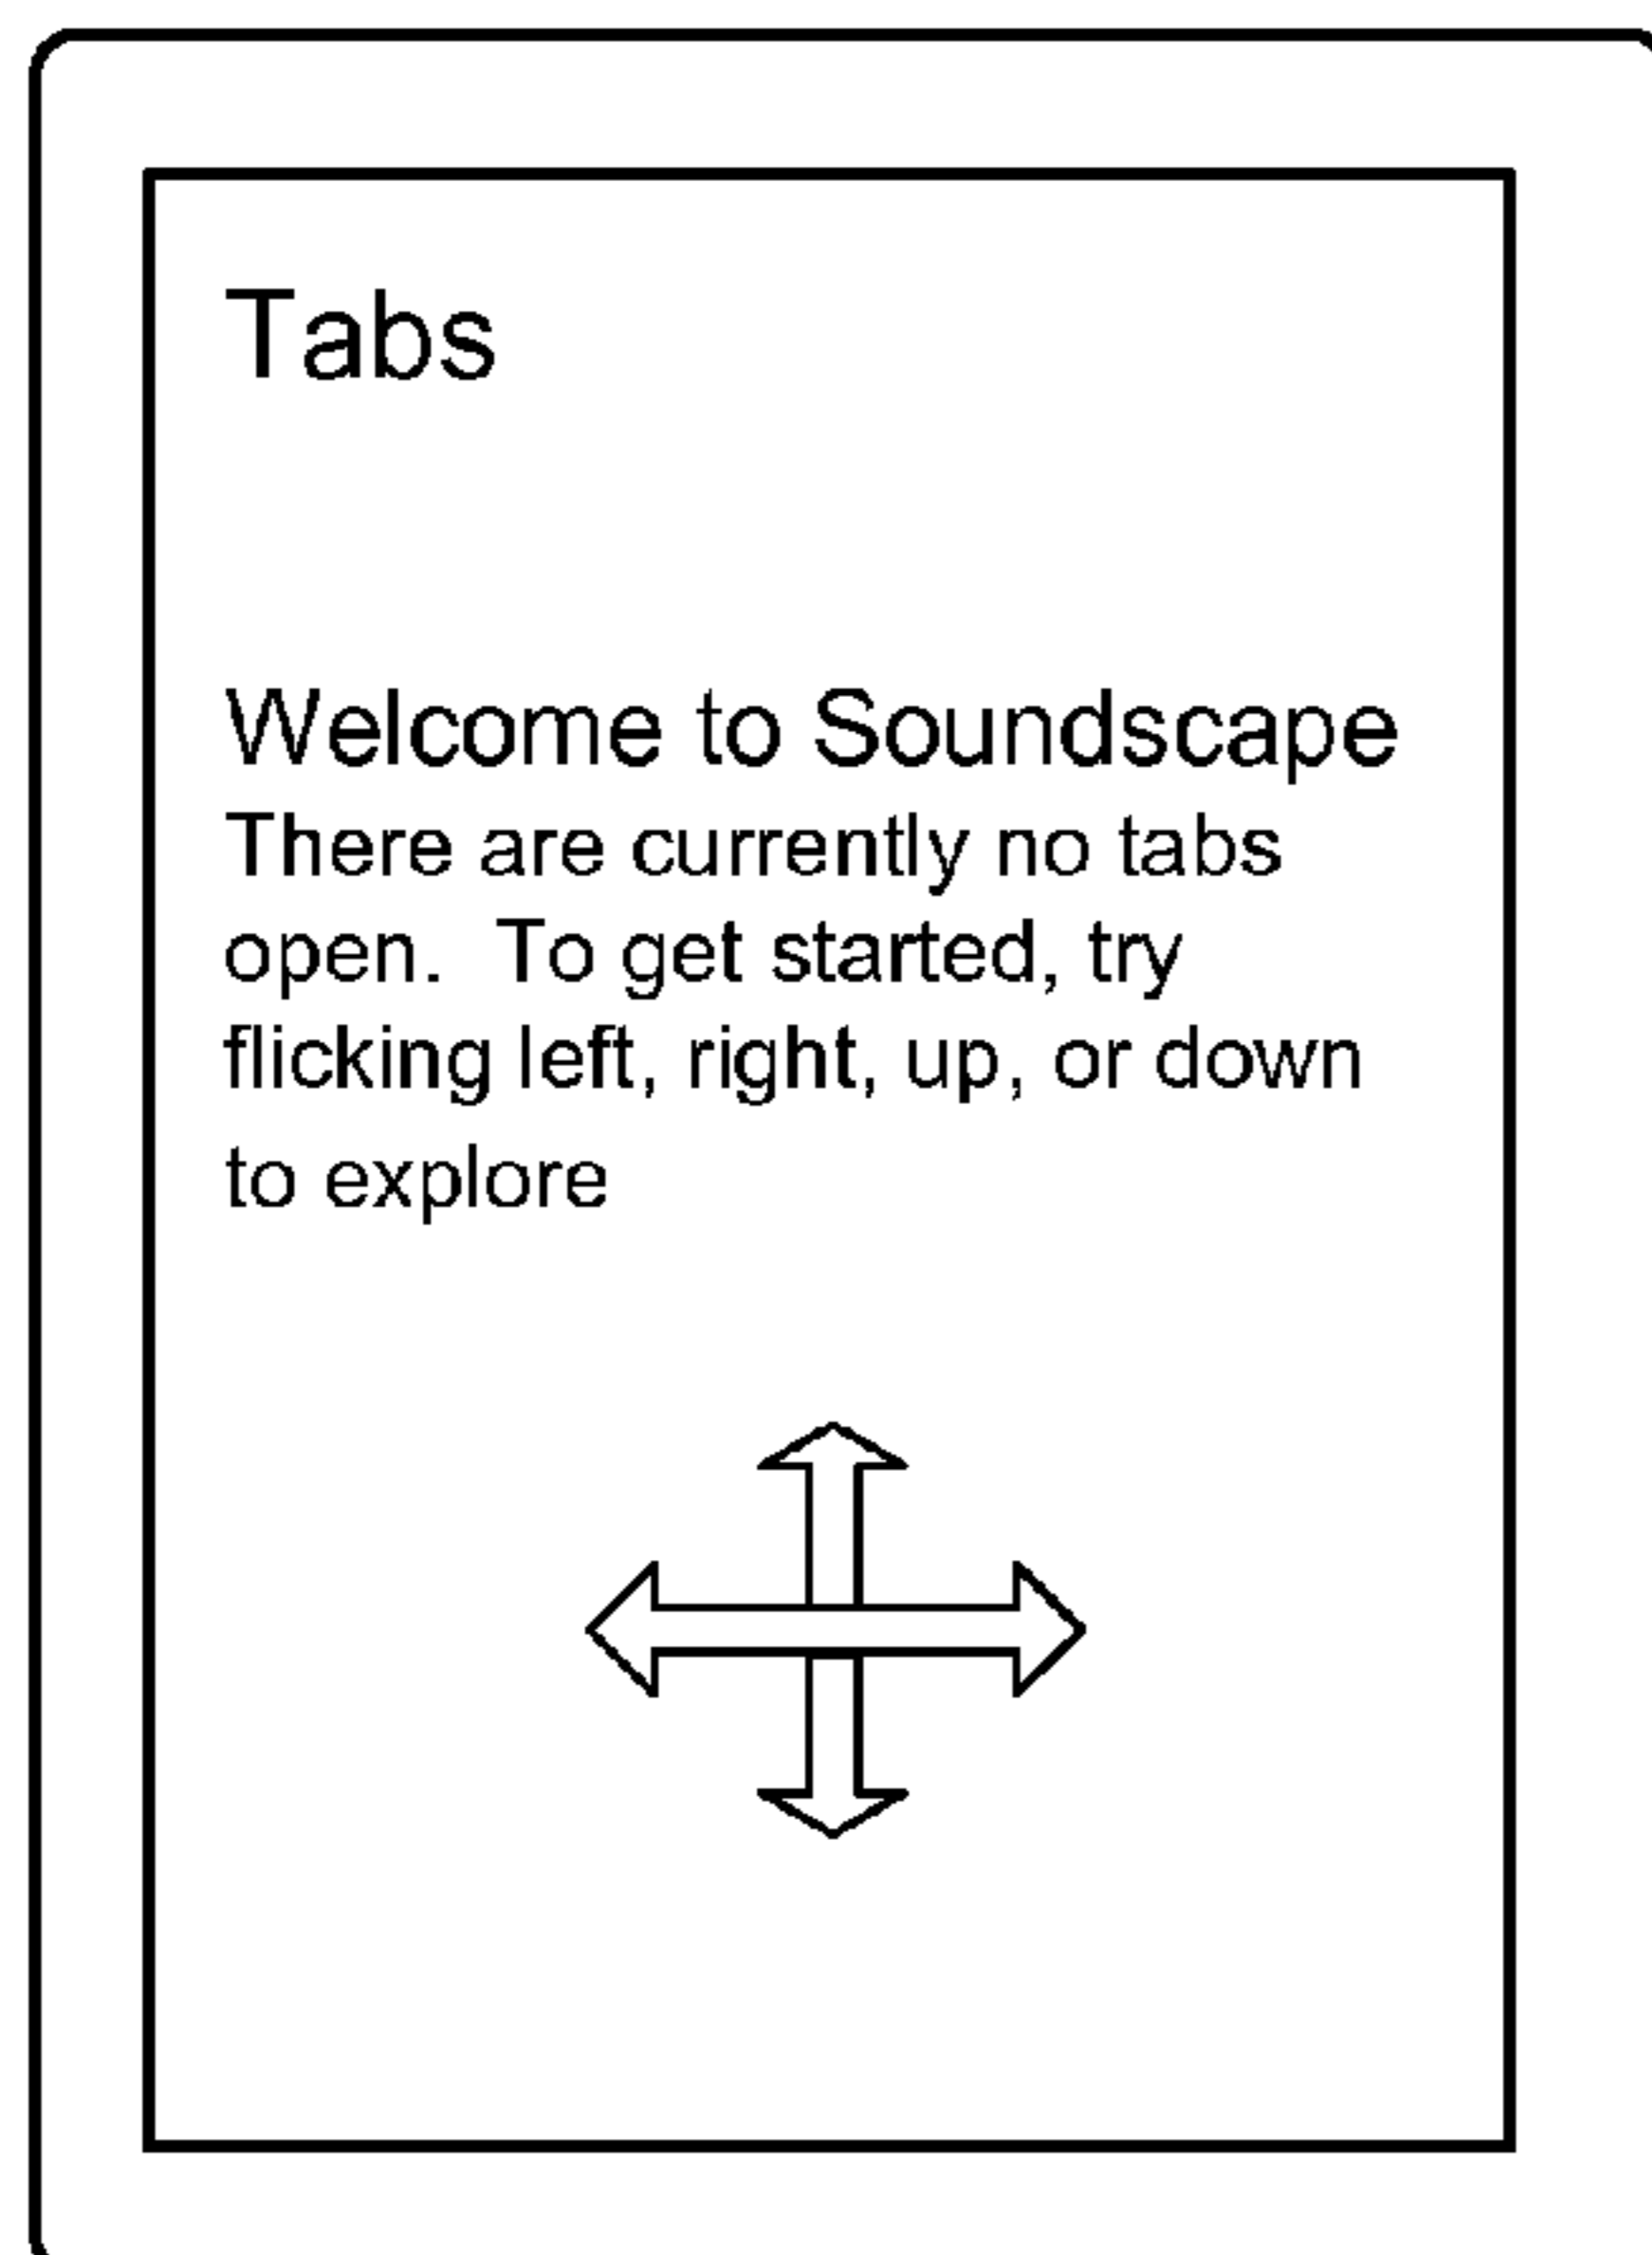 Tabs
Welcome to Soundscape
There are currently no tabs
open.  To get started, try
flicking left, right, up, or down
to explore